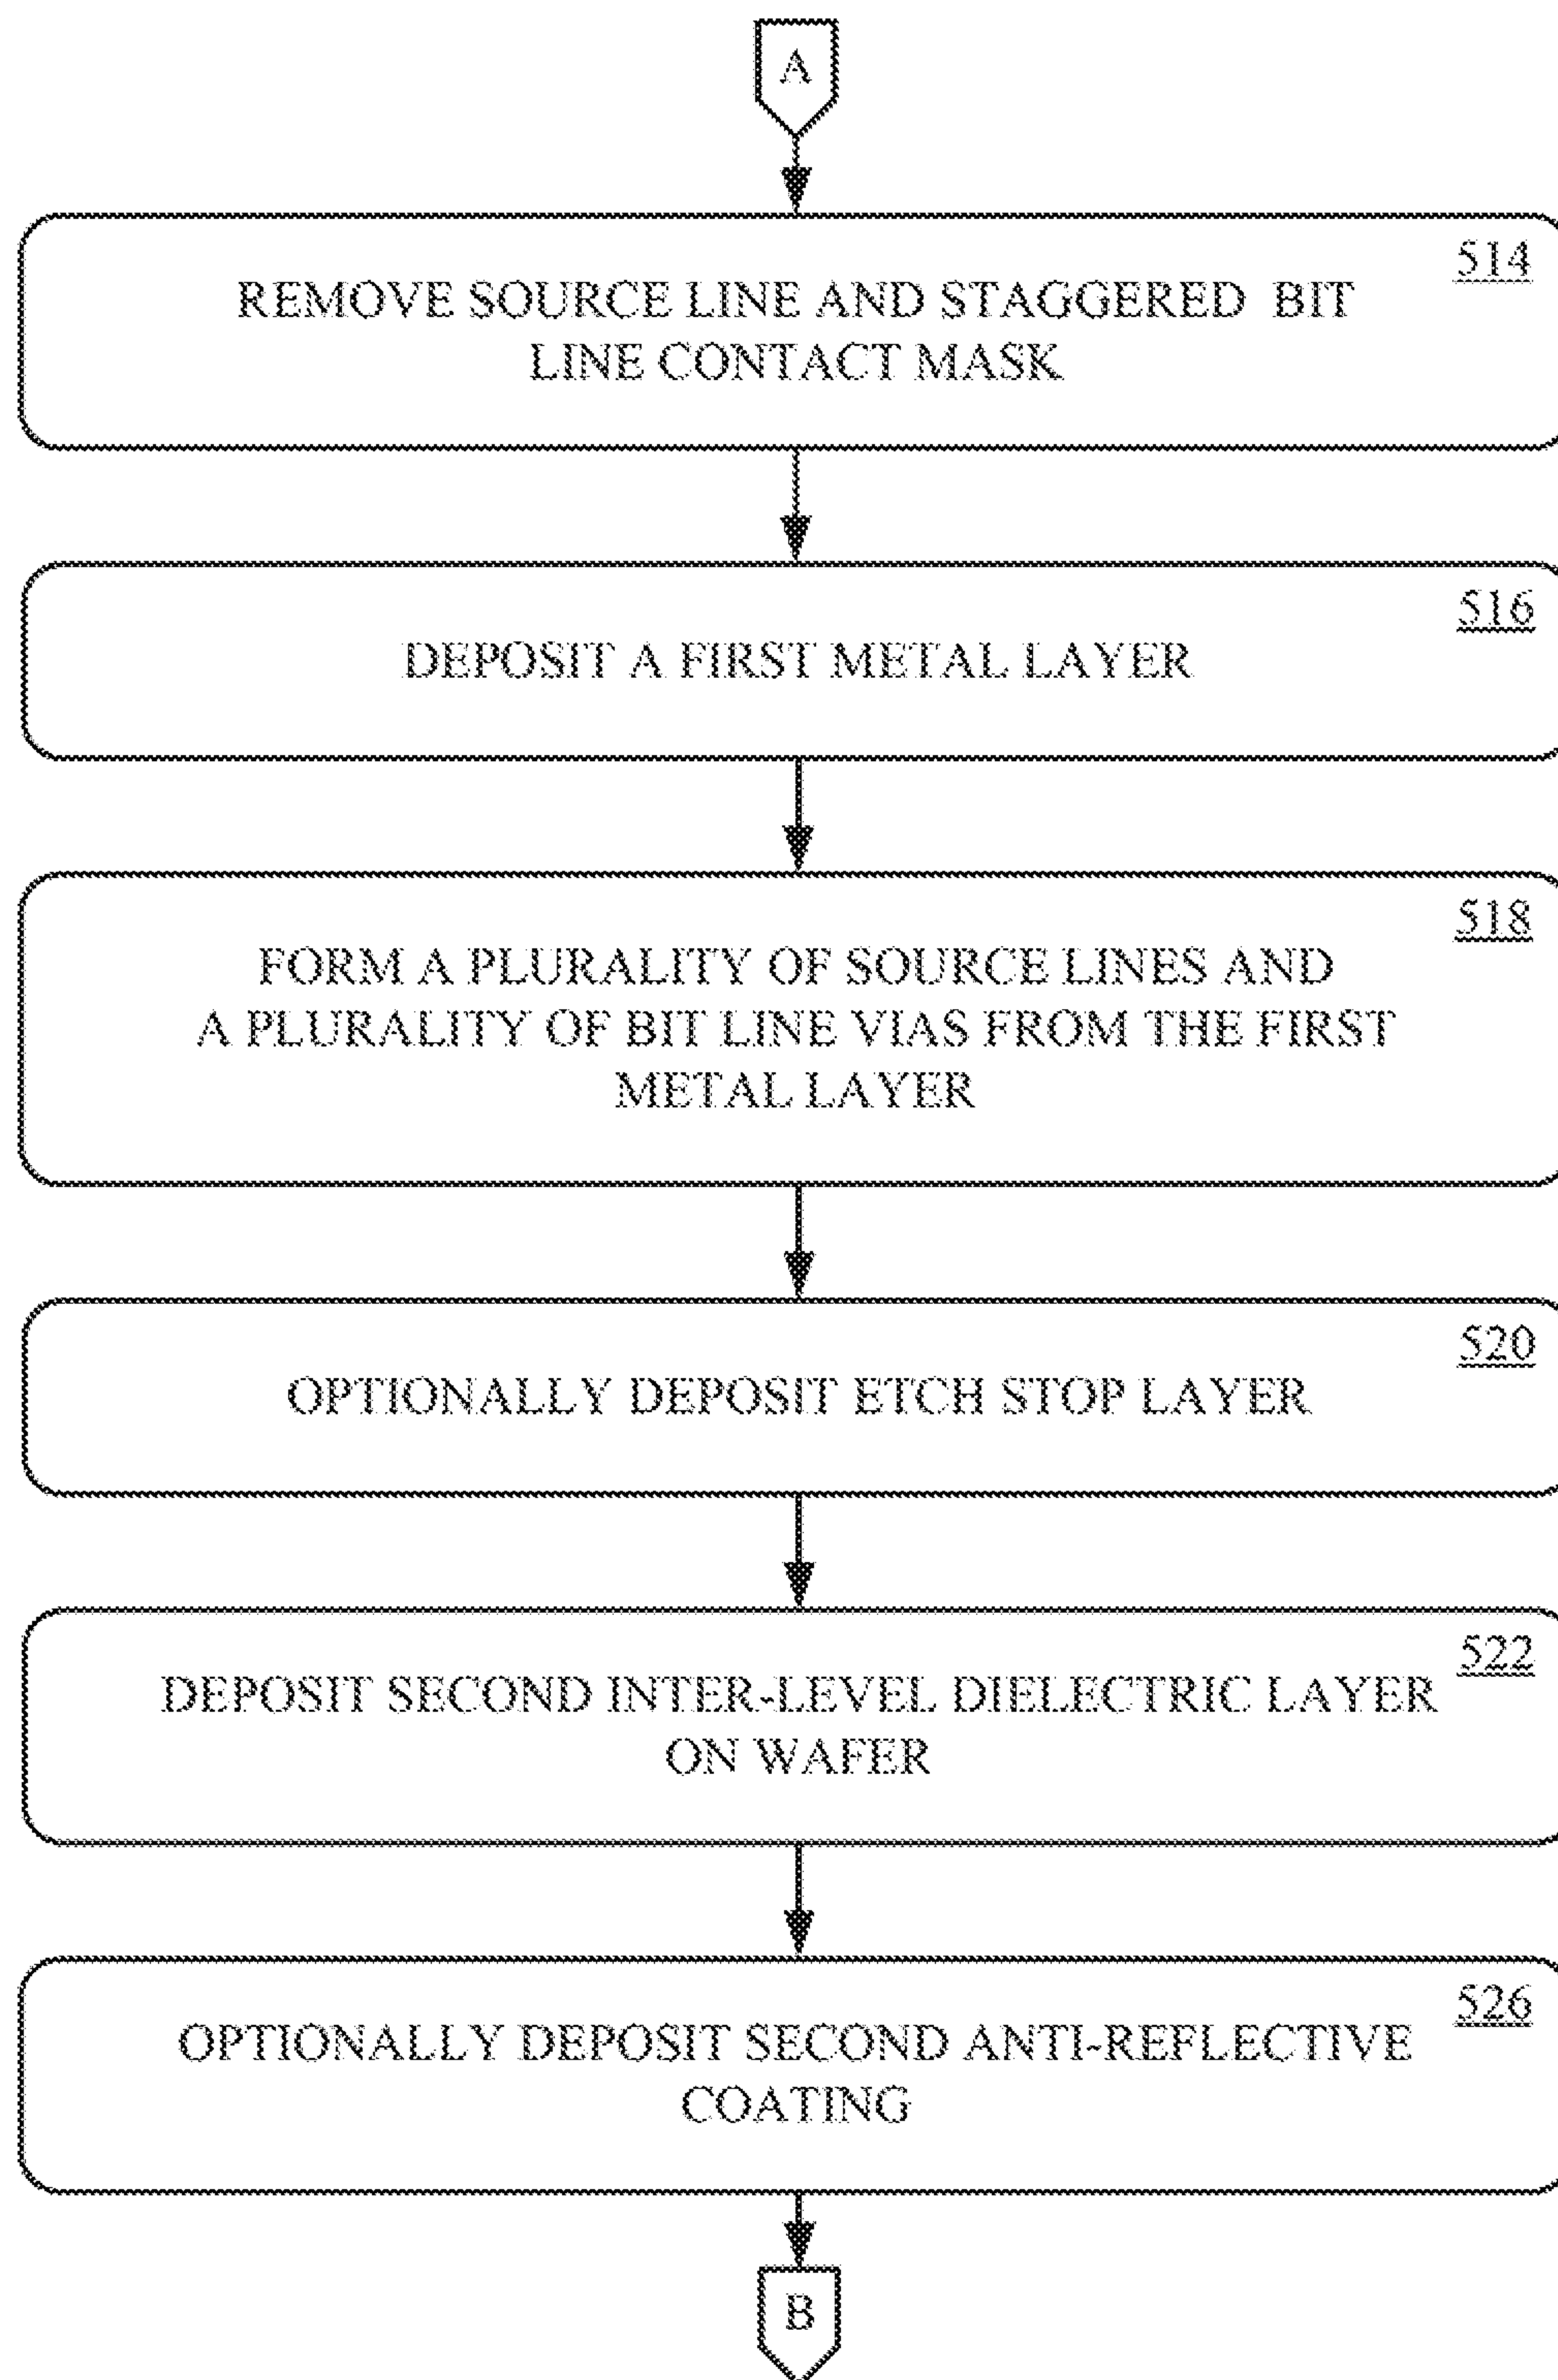 A
514
REMOVE SOURCE LINE AND STAGGERED BIT
LINE CONTACT MASK
516
DEPOSIT A FIRST METAL LAYER
518
FORM A PLURALITY OF SOURCE LINES AND
A PLURALITY OF BIT LINE VIAS FROM THE FIRST
METAL LAYER
520
OPTIONALLY DEPOSIT ETCH STOP LAYER
522
DEPOSIT SECOND INTER-LEVEL DIELECTRIC LAYER
ON WAFER
526
OPTIONALLY DEPOSIT SECOND ANTI-REFLECTIVE
COATING
B